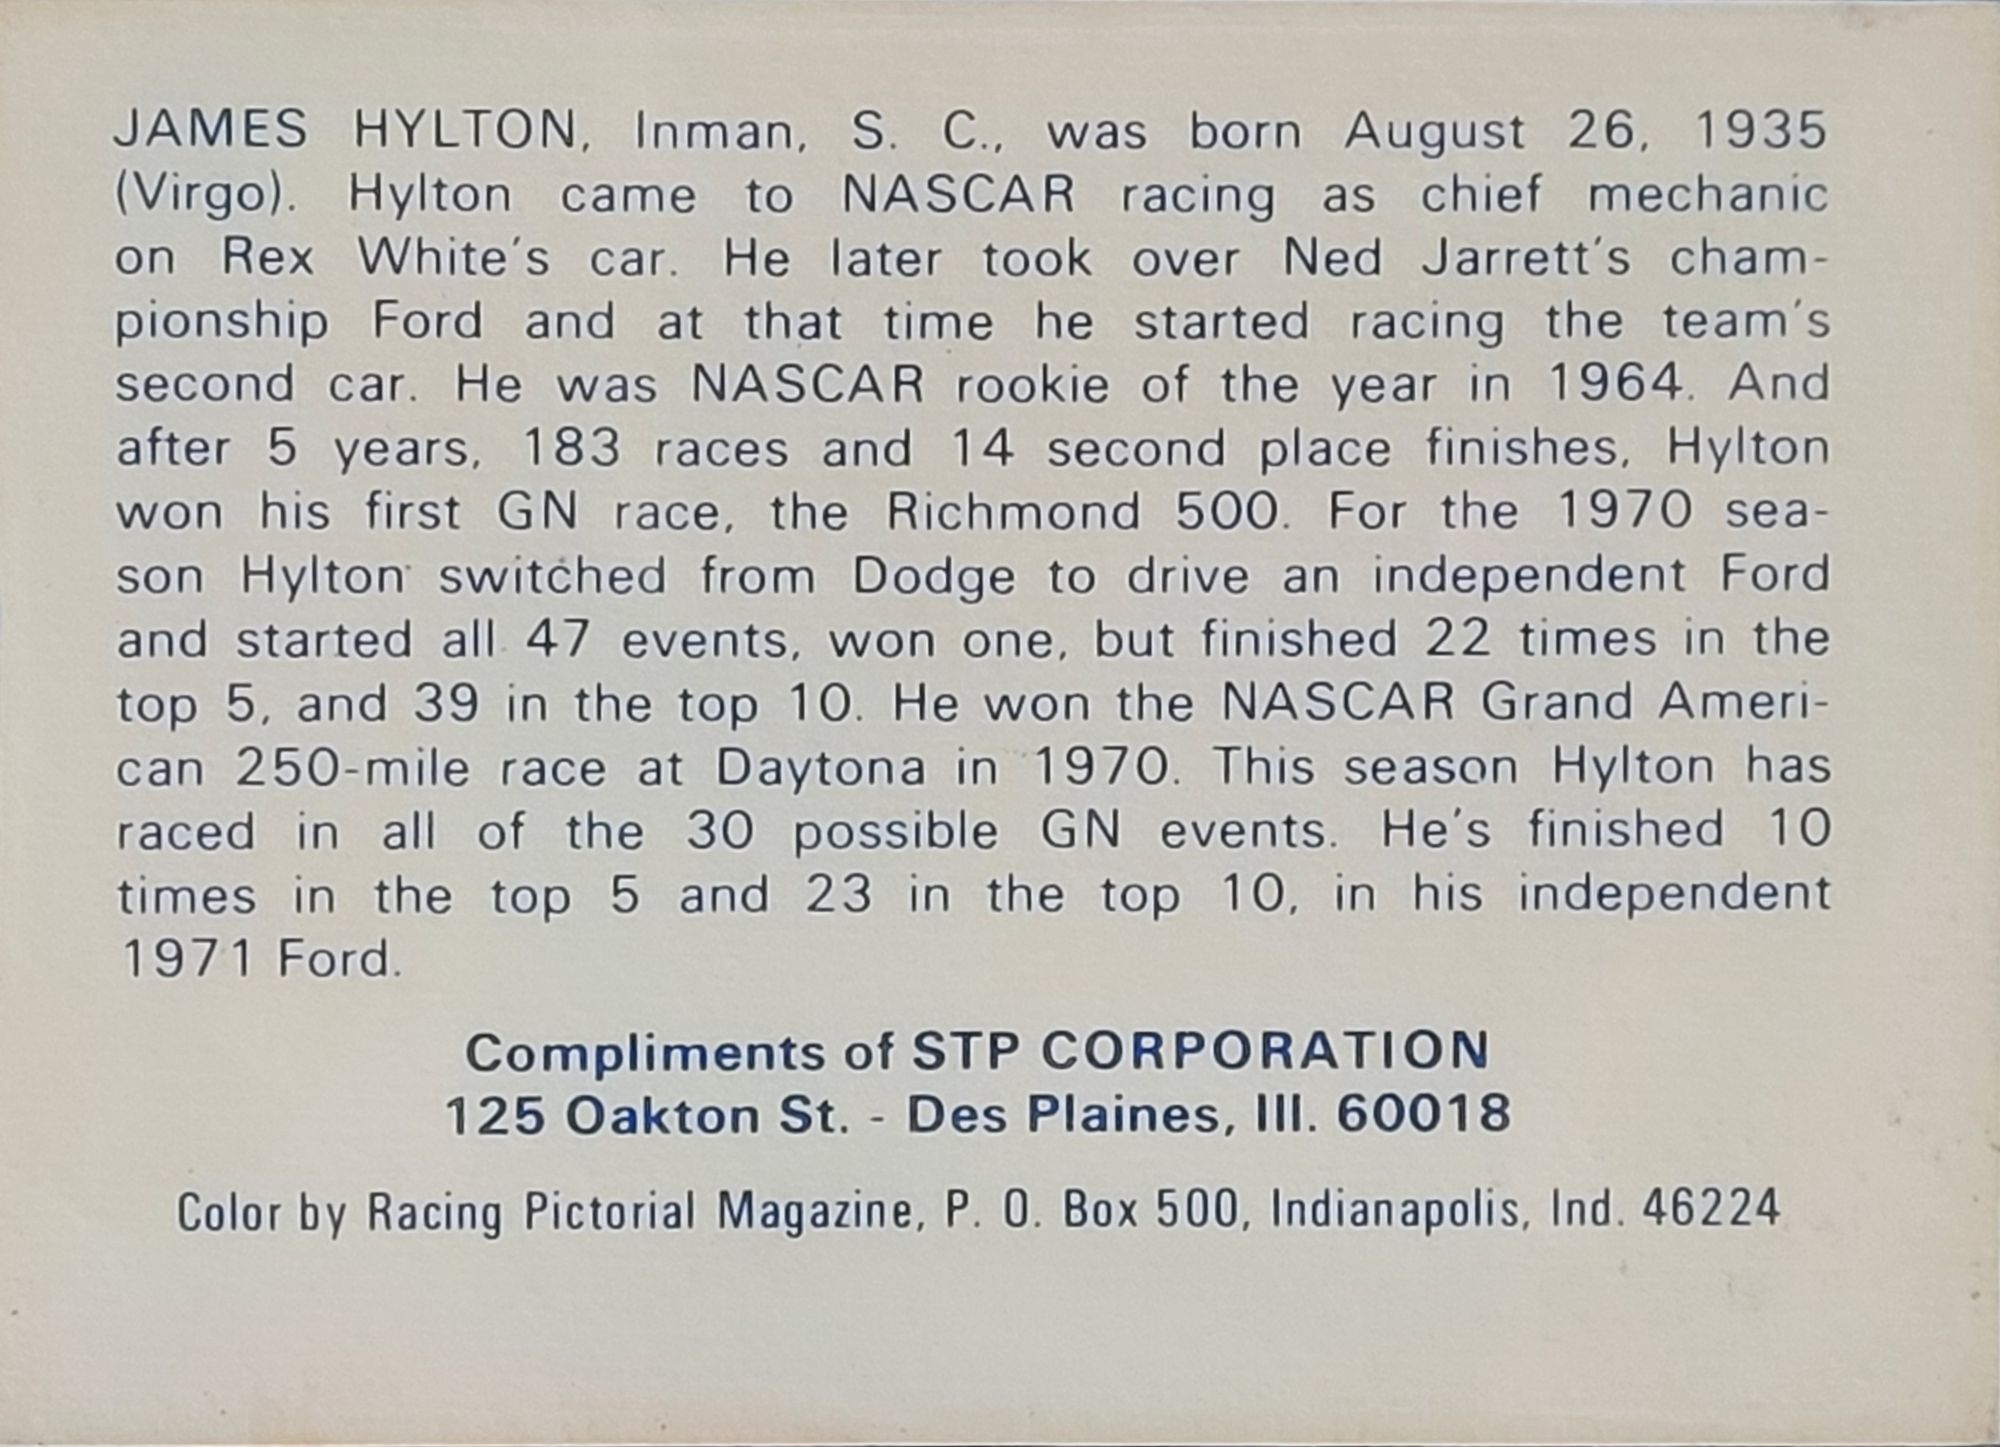 JAMES HYLTON, Inman, S. C., was born August 26, 1935
(Virgo). Hylton came to NASCAR racing as chief mechanic
on Rex White's car. He later took over Ned Jarrett's cham-
pionship Ford and at that time he started racing the team's
second car. He was NASCAR rookie of the year in 1964. And
after 5 years, 183 races and 14 second place finishes, Hylton
won his first GN race, the Richmond 500. For the 1970 sea-
son Hylton switched from Dodge to drive an independent Ford
and started all 47 events, won one, but finished 22 times in the
top 5, and 39 in the top 10. He won the NASCAR Grand Ameri-
can 250-mile race at Daytona in 1970. This season Hylton has
raced in all of the 30 possible GN events. He's finished 10
times in the top 5 and 23 in the top 10, in his independent
1971 Ford.
Compliments of STP CORPORATION
125 Oakton St. - Des Plaines, Ill. 60018
Color by Racing Pictorial Magazine, P. O. Box 500, Indianapolis, Ind. 46224